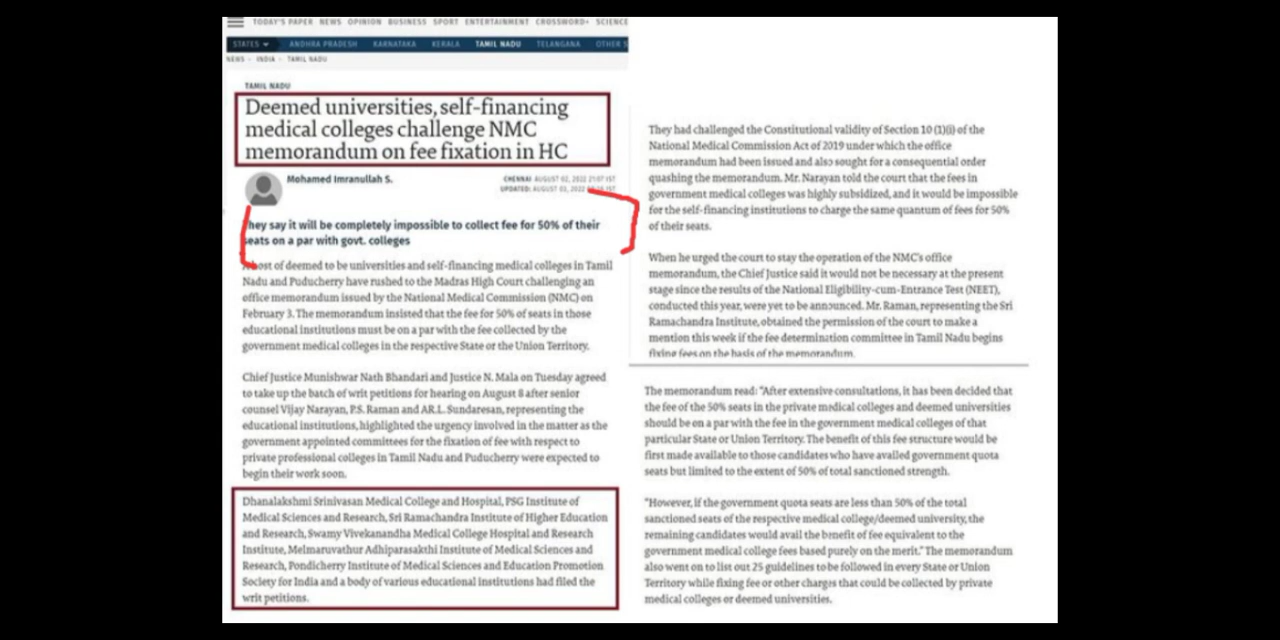 TODAY'S PAPER NEWS OPINION BUSINESS SPORT ENTERTAINMENT CROSSWORD+ SCIENCE
STATES ANDHRA PRADESH KARNATAKA KERALA TAMIL NADU TELANGANA OTHER S
NEWS INDIA TAMIL NADU
TAMIL NADU
Deemed universities, self-financing
medical colleges challenge NMC
memorandum on fee fixation in HC
Mohamed Imranullah S.
CHENNAI AUGUST 02, 2022 21:07 IST
UPDATED: AUGUST 03, 2022 IST
They say it will be completely impossible to collect fee for 50% of their
seats on a par with govt. colleges
A host of deemed to be universities and self-financing medical colleges in Tamil
Nadu and Puducherry have rushed to the Madras High Court challenging an
office memorandum issued by the National Medical Commission (NMC) on
February 3. The memorandum insisted that the fee for 50% of seats in those
educational institutions must be on a par with the fee collected by the
government medical colleges in the respective State or the Union Territory.
Chief Justice Munishwar Nath Bhandari and Justice N. Mala on Tuesday agreed
to take up the batch of writ petitions for hearing on August 8 after senior
counsel Vijay Narayan, P.S. Raman and AR.L. Sundaresan, representing the
educational institutions, highlighted the urgency involved in the matter as the
government appointed committees for the fixation of fee with respect to
private professional colleges in Tamil Nadu and Puducherry were expected to
begin their work soon.
Dhanalakshmi Srinivasan Medical College and Hospital, PSG Institute of
Medical Sciences and Research, Sri Ramachandra Institute of Higher Education
and Research, Swamy Vivekanandha Medical College Hospital and Research
Institute, Melmaruvathur Adhiparasakthi Institute of Medical Sciences and
Research, Pondicherry Institute of Medical Sciences and Education Promotion
Society for India and a body of various educational institutions had filed the
writ petitions.
They had challenged the Constitutional validity of Section 10 (1)(i) of the
National Medical Commission Act of 2019 under which the office
memorandum had been issued and also sought for a consequential order
quashing the memorandum. Mr. Narayan told the court that the fees in
government medical colleges was highly subsidized, and it would be impossible
for the self-financing institutions to charge the same quantum of fees for 50%
of their seats.
When he urged the court to stay the operation of the NMC's office
memorandum, the Chief Justice said it would not be necessary at the present
stage since the results of the National Eligibility-cum-Entrance Test (NEET),
conducted this year, were yet to be announced. Mr. Raman, representing the Sri
Ramachandra Institute, obtained the permission of the court to make a
mention this week if the fee determination committee in Tamil Nadu begins
fixing fees on the basis of the memorandum.
The memorandum read: “After extensive consultations, it has been decided that
the fee of the 50% seats in the private medical colleges and deemed universities
should be on a par with the fee in the government medical colleges of that
particular State or Union Territory. The benefit of this fee structure would be
first made available to those candidates who have availed government quota
seats but limited to the extent of 50% of total sanctioned strength.
“However, if the government quota seats are less than 50% of the total
sanctioned seats of the respective medical college/deemed university, the
remaining candidates would avail the benefit of fee equivalent to the
government medical college fees based purely on the merit.” The memorandum
also went on to list out 25 guidelines to be followed in every State or Union
Territory while fixing fee or other charges that could be collected by private
medical colleges or deemed universities.